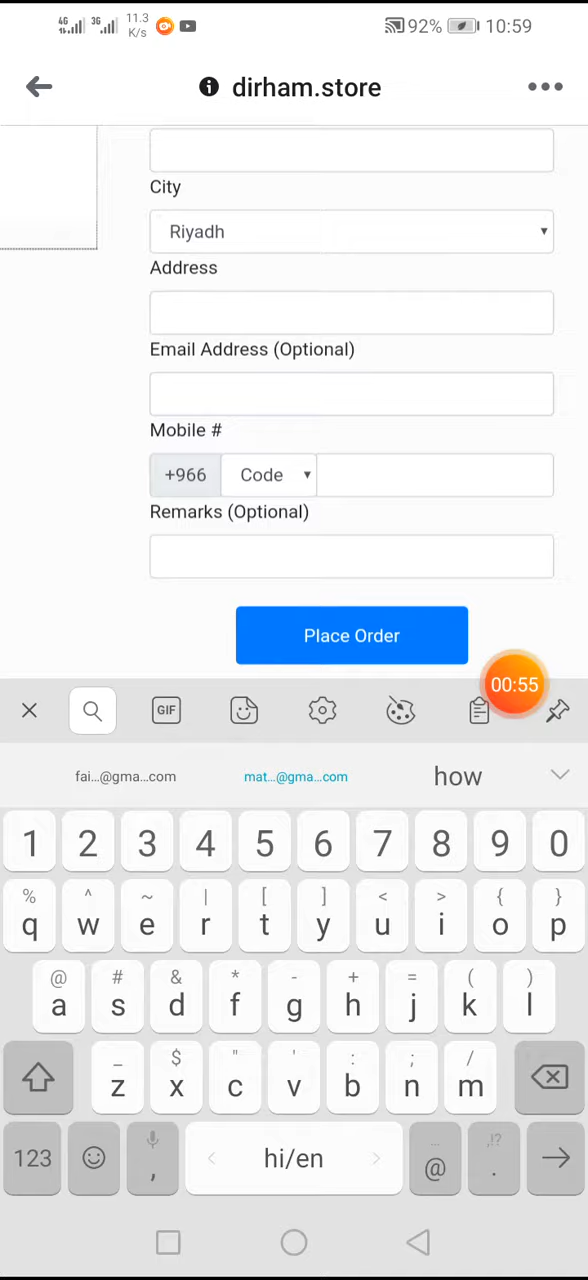 4G 3G 11.3 K/s 92% 10:59
dirham.store
City
Riyadh
Address
Email Address (Optional)
Mobile #
+966 Code
Remarks (Optional)
Place Order
00:55
GIF
fai...@gma...com mat...@gma...com how
1 2 3 4 5 6 7 8 9 0
% ^ ~ | [ ] < > { }
q w e r t y u i o p
@ # & * - + = ( )
a s d f g h j k l
_ $ " ' : ; /
z x c v b n m
... ,!?
123 , < hi/en > @ .